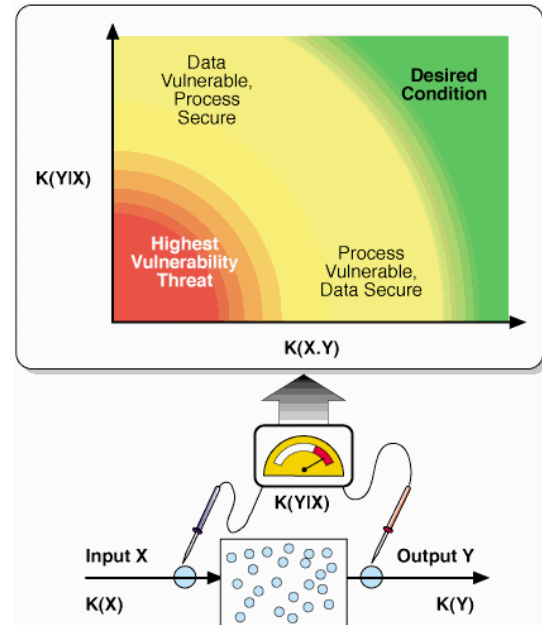 Data
Vulnerable,
Process
Secure
Desired
Condition
K(Y|X)
Highest
Vulnerability
Threat
Process
Vulnerable,
Data Secure
K(X.Y)
K(Y|X)
Input X
Output Y
K(X)
K(Y)